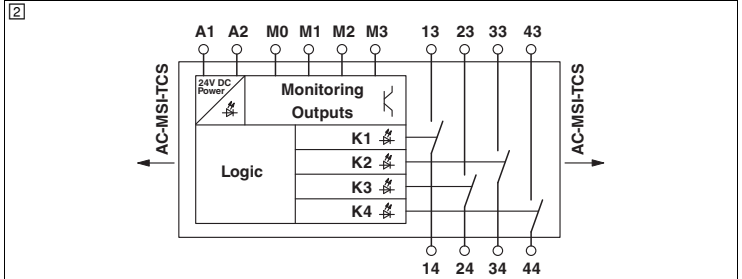 2
A1 A2 M0 M1 M2 M3 13 23 33 43
24V DC
Power
Monitoring
Outputs
AC-MSI-TCS
AC-MSI-TCS
K1
K2
Logic
K3
K4
14 24 34 44